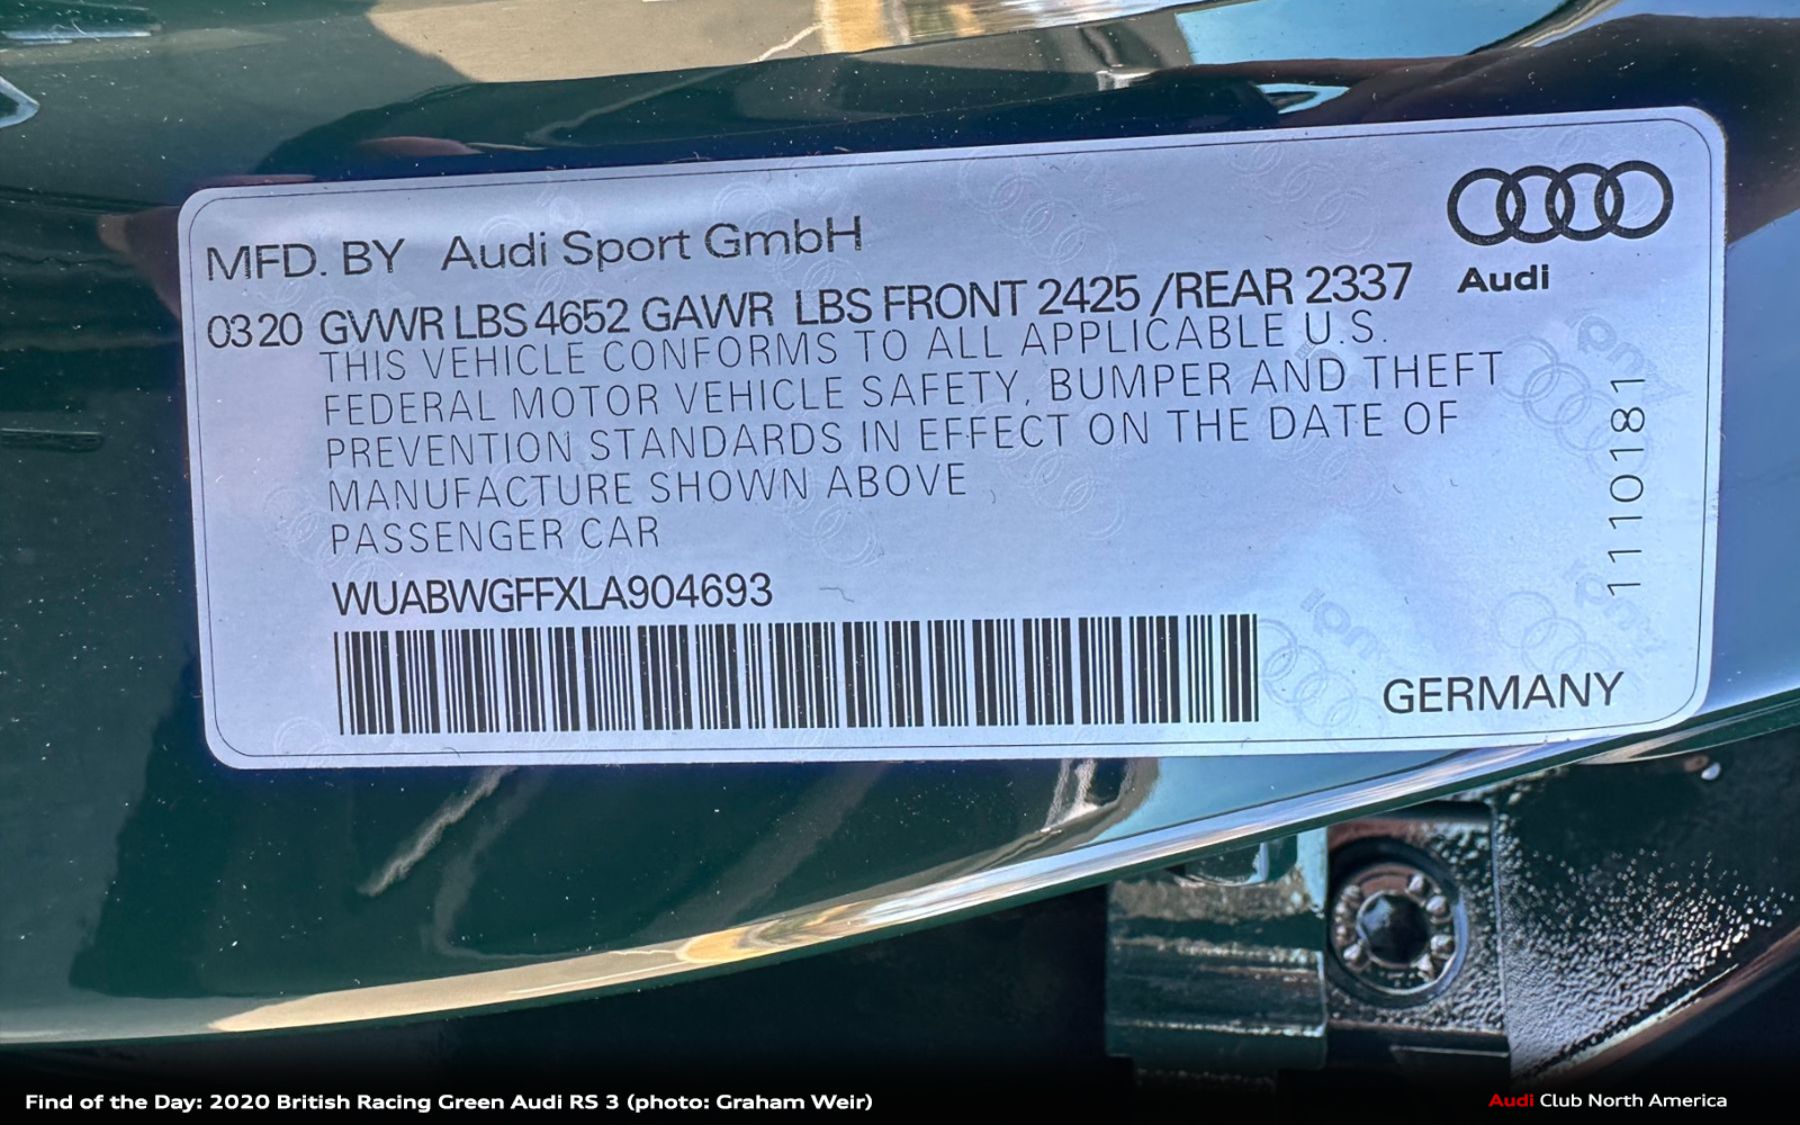 MFD. BY Audi Sport GmbH
Audi
03 20 GVWR LBS 4652 GAWR LBS FRONT 2425 /REAR 2337
THIS VEHICLE CONFORMS TO ALL APPLICABLE U.S.
FEDERAL MOTOR VEHICLE SAFETY, BUMPER AND THEFT
PREVENTION STANDARDS IN EFFECT ON THE DATE OF
MANUFACTURE SHOWN ABOVE
PASSENGER CAR
WUABWGFFXLA904693
1110181
GERMANY
Find of the Day: 2020 British Racing Green Audi RS 3 (photo: Graham Weir)
Audi Club North America